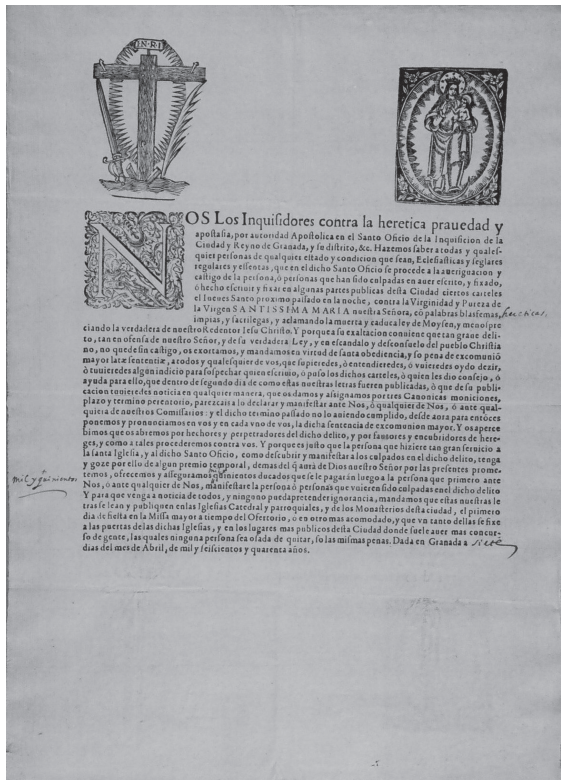 I.N.R.I
NOS Los Inquisidores contra la heretica prauedad y
apostasia, por autoridad Apostolica en el Santo Oficio de la Inquisicion de la
Ciudad y Reyno de Granada, y su distrito, &c. Hazemos saber a todas y quales-
quier personas de qualquier estado y condicion que sean, Eclesiasticas y seglares
regulares y essentas, que en el dicho Santo Oficio se procede a la aueriguacion y
castigo de la persona, ó personas que han sido culpadas en auer escrito, y fixado,
ó hecho escriuir y fixar en algunas partes publicas desta Ciudad ciertos carteles
el Iueues Santo proximo passado en la noche, contra la Virginidad y Pureza de
la Virgen SANTISSIMA MARIA nuestra Señora, có palabras blasfemas, hereticas,
impias, y sacrilegas, y aclamando la muerta y caduca ley de Moysen, y menospre
ciando la verdadera de nuestro Redentor Iesu Christo. Y porque a su exaltacion conuiene que tan graue deli-
to, tan en ofensa de nuestro Señor, y de su verdadera Ley, y en escandalo y desconsuelo del pueblo Christia
no, no quede sin castigo, os exortamos, y mandamos en virtud de santa obediencia, y so pena de excomunió
mayor latæ sententiæ, a todos y qualesquier de vos, que supieredes, ó entendieredes, ó vuieredes oydo dezir,
ó tuuieredes algun indicio para sospechar quien escriuio, ó puso los dichos carteles, ó quien les dio consejo, ó
ayuda para ello, que dentro de segundo dia de como estas nuestras letras fueren publicadas, ó que de su publi-
cacion tuuieredes noticia en qualquier manera, que os damos y assignamos por tres Canonicas moniciones,
plazo y termino perentorio, parezcais a lo declarar y manifestar ante Nos, ó qualquier de Nos, ó ante qual-
quiera de nuestros Comissarios: y el dicho termino passado no lo auiendo cumplido, desde aora para entóces
ponemos y pronunciamos en vos y en cada vno de vos, la dicha sentencia de excomunion mayor. Y os aperce
bimos que os abremos por hechores y perpetradores del dicho delito, y por fautores y encubridores de here-
ges, y como a tales procederemos contra vos. Y porque es justo que la persona que hiziere tan gran seruicio a
la santa Iglesia, y al dicho Santo Oficio, como descubrir y manifestar a los culpados en el dicho delito, tenga
y goze por ello de algun premio temporal, demas del q̃ aura de Dios nuestro Señor por las presentes prome-
mil y quinientos
temos, ofrecemos y asseguramos quinientos ducados que se le pagarán luego a la persona que primero ante
Nos, o ante qualquier de Nos, manifestare la persona ó personas que vuieren sido culpadas en el dicho delito
Y para que venga a noticia de todos, y ninguno pueda pretender ignorancia, mandamos que estas nuestras le
tras se lean y publiquen en las Iglesias Catedral y parroquiales, y de los Monasterios desta ciudad, el primero
dia de fiesta en la Missa mayor a tiempo del Ofertorio, ó en otro mas acomodado, y que vn tanto dellas se fixe
a las puertas de las dichas Iglesias, y en los lugares mas publicos desta Ciudad donde suele auer mas concur-
so de gente, las quales ninguna persona sea osada de quitar, so las mismas penas. Dada en Granada a siete
dias del mes de Abril, de mil y seiscientos y quarenta años.